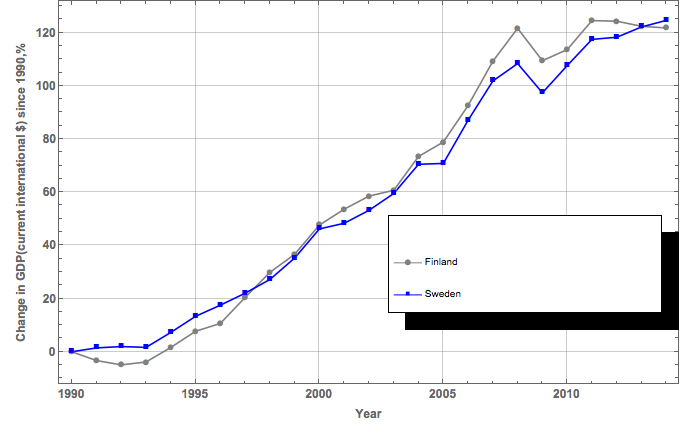 Change in GDP(current international $) since 1990,%
120
100
80
60
40
20
0
Finland
Sweden
1990 1995 2000 2005 2010
Year